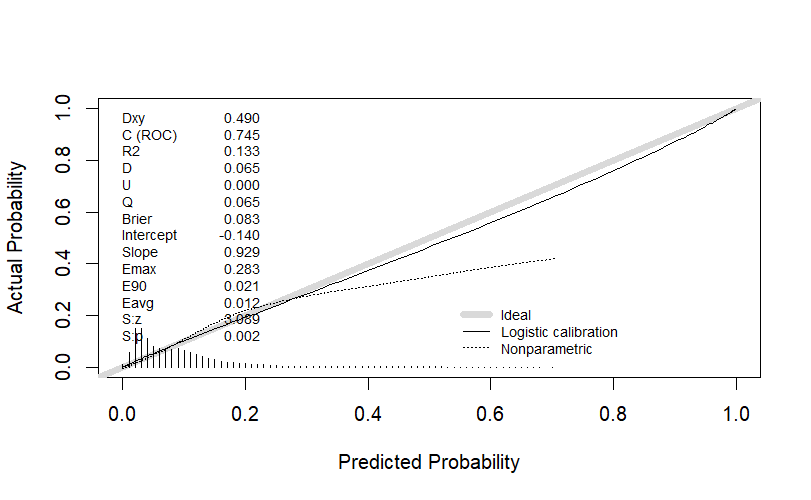 Dxy 0.490
C (ROC) 0.745
R2 0.133
D 0.065
U 0.000
Q 0.065
Brier 0.083
Intercept -0.140
Slope 0.929
Emax 0.283
E90 0.021
Eavg 0.012
S:z 3.089
S:p 0.002
Ideal
Logistic calibration
Nonparametric
Actual Probability
0.0 0.2 0.4 0.6 0.8 1.0
0.0 0.2 0.4 0.6 0.8 1.0
Predicted Probability